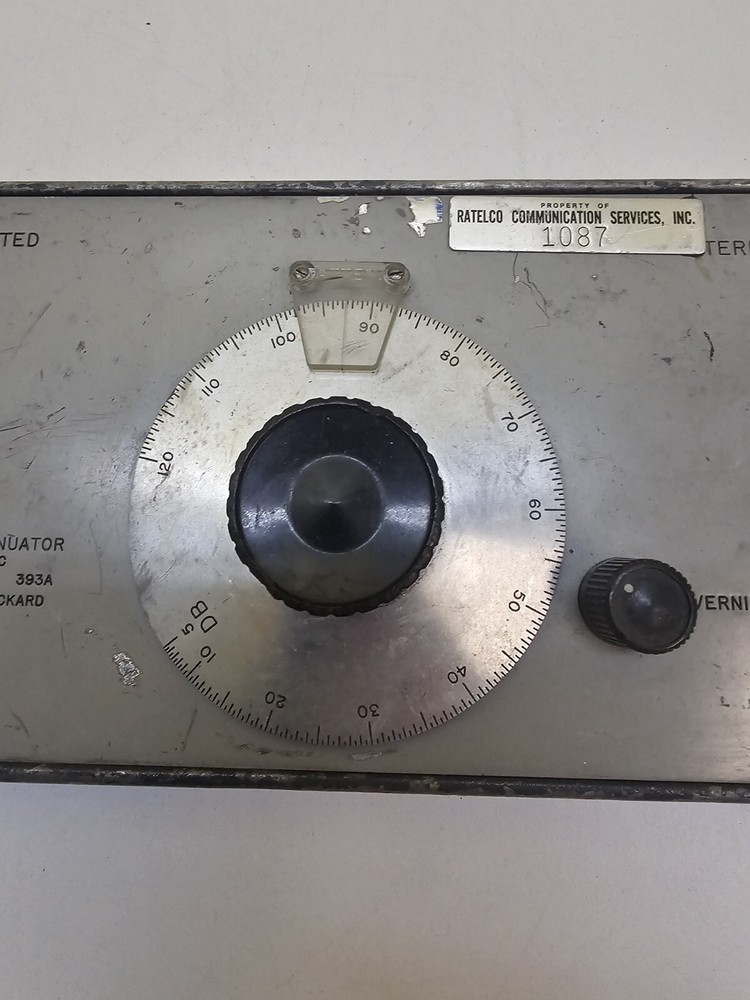 PROPERTY OF
RATELCO COMMUNICATION SERVICES, INC.
1087
TED
TER
90
100
80
110
70
120
60
NUATOR
C
393A
CKARD
VERNI
50
DB
5
10
40
20
30